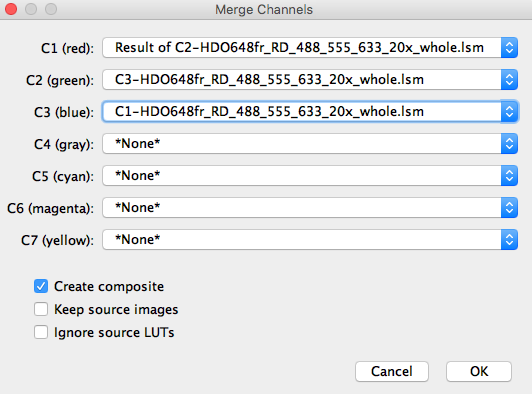 Merge Channels
C1 (red): Result of C2-HDO648fr_RD_488_555_633_20x_whole.lsm
C2 (green): C3-HDO648fr_RD_488_555_633_20x_whole.lsm
C3 (blue): C1-HDO648fr_RD_488_555_633_20x_whole.lsm
C4 (gray): *None*
C5 (cyan): *None*
C6 (magenta): *None*
C7 (yellow): *None*
Create composite
Keep source images
Ignore source LUTs
Cancel OK